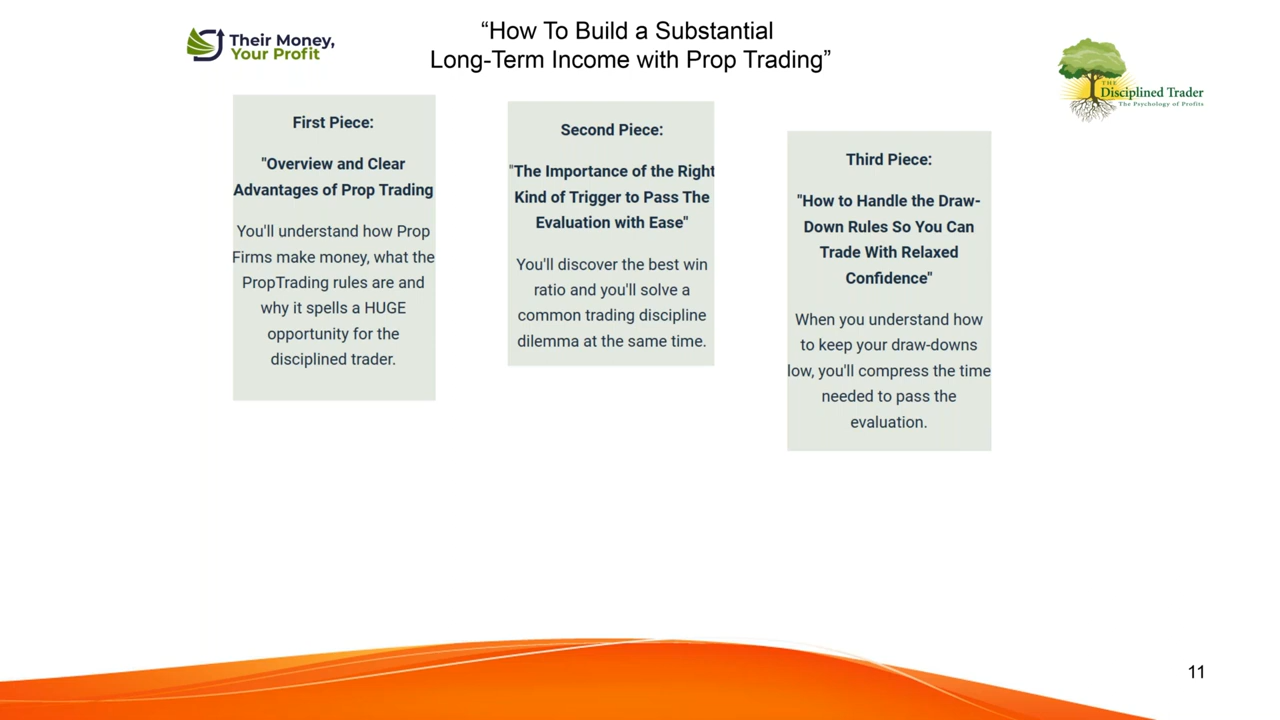 Their Money,
Your Profit
“How To Build a Substantial
Long-Term Income with Prop Trading”
THE
Disciplined Trader
The Psychology of Profits
First Piece:
"Overview and Clear
Advantages of Prop Trading
You'll understand how Prop
Firms make money, what the
PropTrading rules are and
why it spells a HUGE
opportunity for the
disciplined trader.
Second Piece:
"The Importance of the Right
Kind of Trigger to Pass The
Evaluation with Ease"
You'll discover the best win
ratio and you'll solve a
common trading discipline
dilemma at the same time.
Third Piece:
"How to Handle the Draw-
Down Rules So You Can
Trade With Relaxed
Confidence"
When you understand how
to keep your draw-downs
low, you'll compress the time
needed to pass the
evaluation.
11